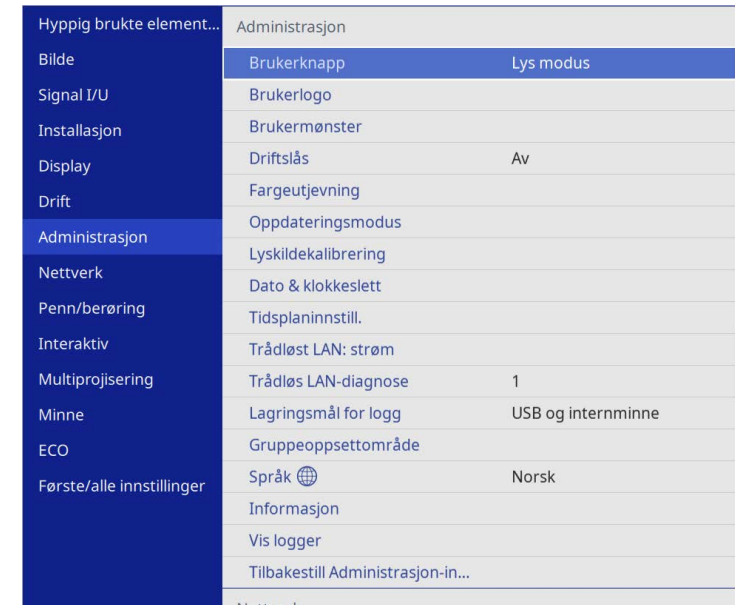 Hyppig brukte element...
Bilde
Signal I/U
Installasjon
Display
Drift
Administrasjon
Nettverk
Penn/berøring
Interaktiv
Multiprojisering
Minne
ECO
Første/alle innstillinger
Administrasjon
Brukerknapp Lys modus
Brukerlogo
Brukermønster
Driftslås Av
Fargeutjevning
Oppdateringsmodus
Lyskildekalibrering
Dato & klokkeslett
Tidsplaninnstill.
Trådløst LAN: strøm
Trådløs LAN-diagnose 1
Lagringsmål for logg USB og internminne
Gruppeoppsettområde
Språk Norsk
Informasjon
Vis logger
Tilbakestill Administrasjon-in...